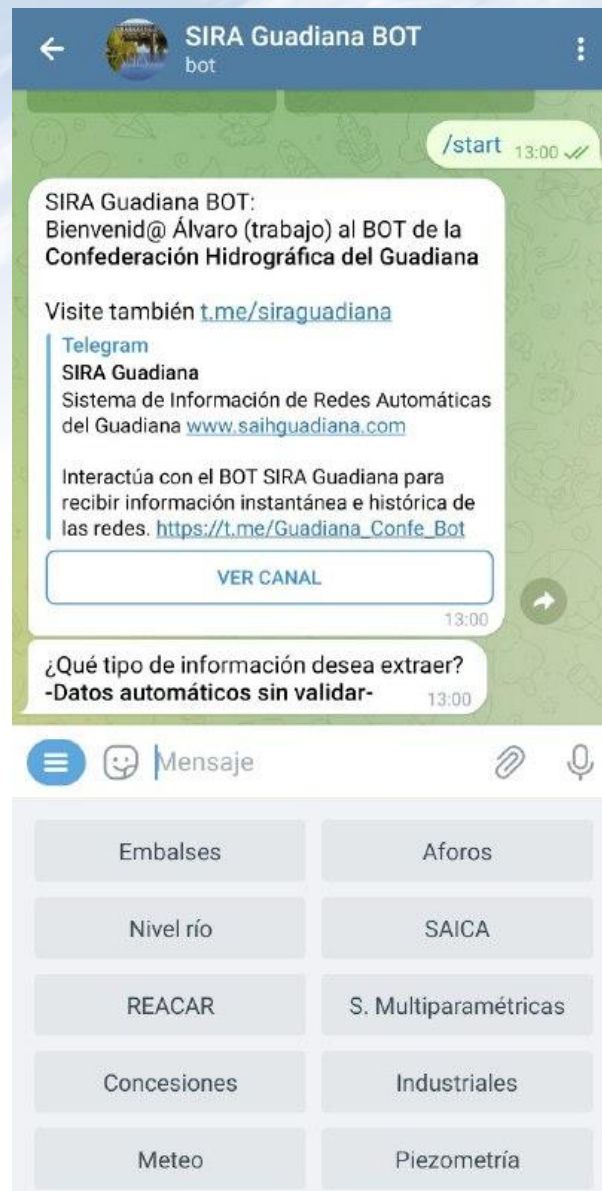 SIRA Guadiana BOT
bot
/start 13:00
SIRA Guadiana BOT:
Bienvenid@ Álvaro (trabajo) al BOT de la
Confederación Hidrográfica del Guadiana
Visite también t.me/siraguadiana
Telegram
SIRA Guadiana
Sistema de Información de Redes Automáticas
del Guadiana www.saihguadiana.com
Interactúa con el BOT SIRA Guadiana para
recibir información instantánea e histórica de
las redes. https://t.me/Guadiana_Confe_Bot
VER CANAL
13:00
¿Qué tipo de información desea extraer?
-Datos automáticos sin validar- 13:00
Mensaje
Embalses
Aforos
Nivel río
SAICA
REACAR
S. Multiparamétricas
Concesiones
Industriales
Meteo
Piezometría